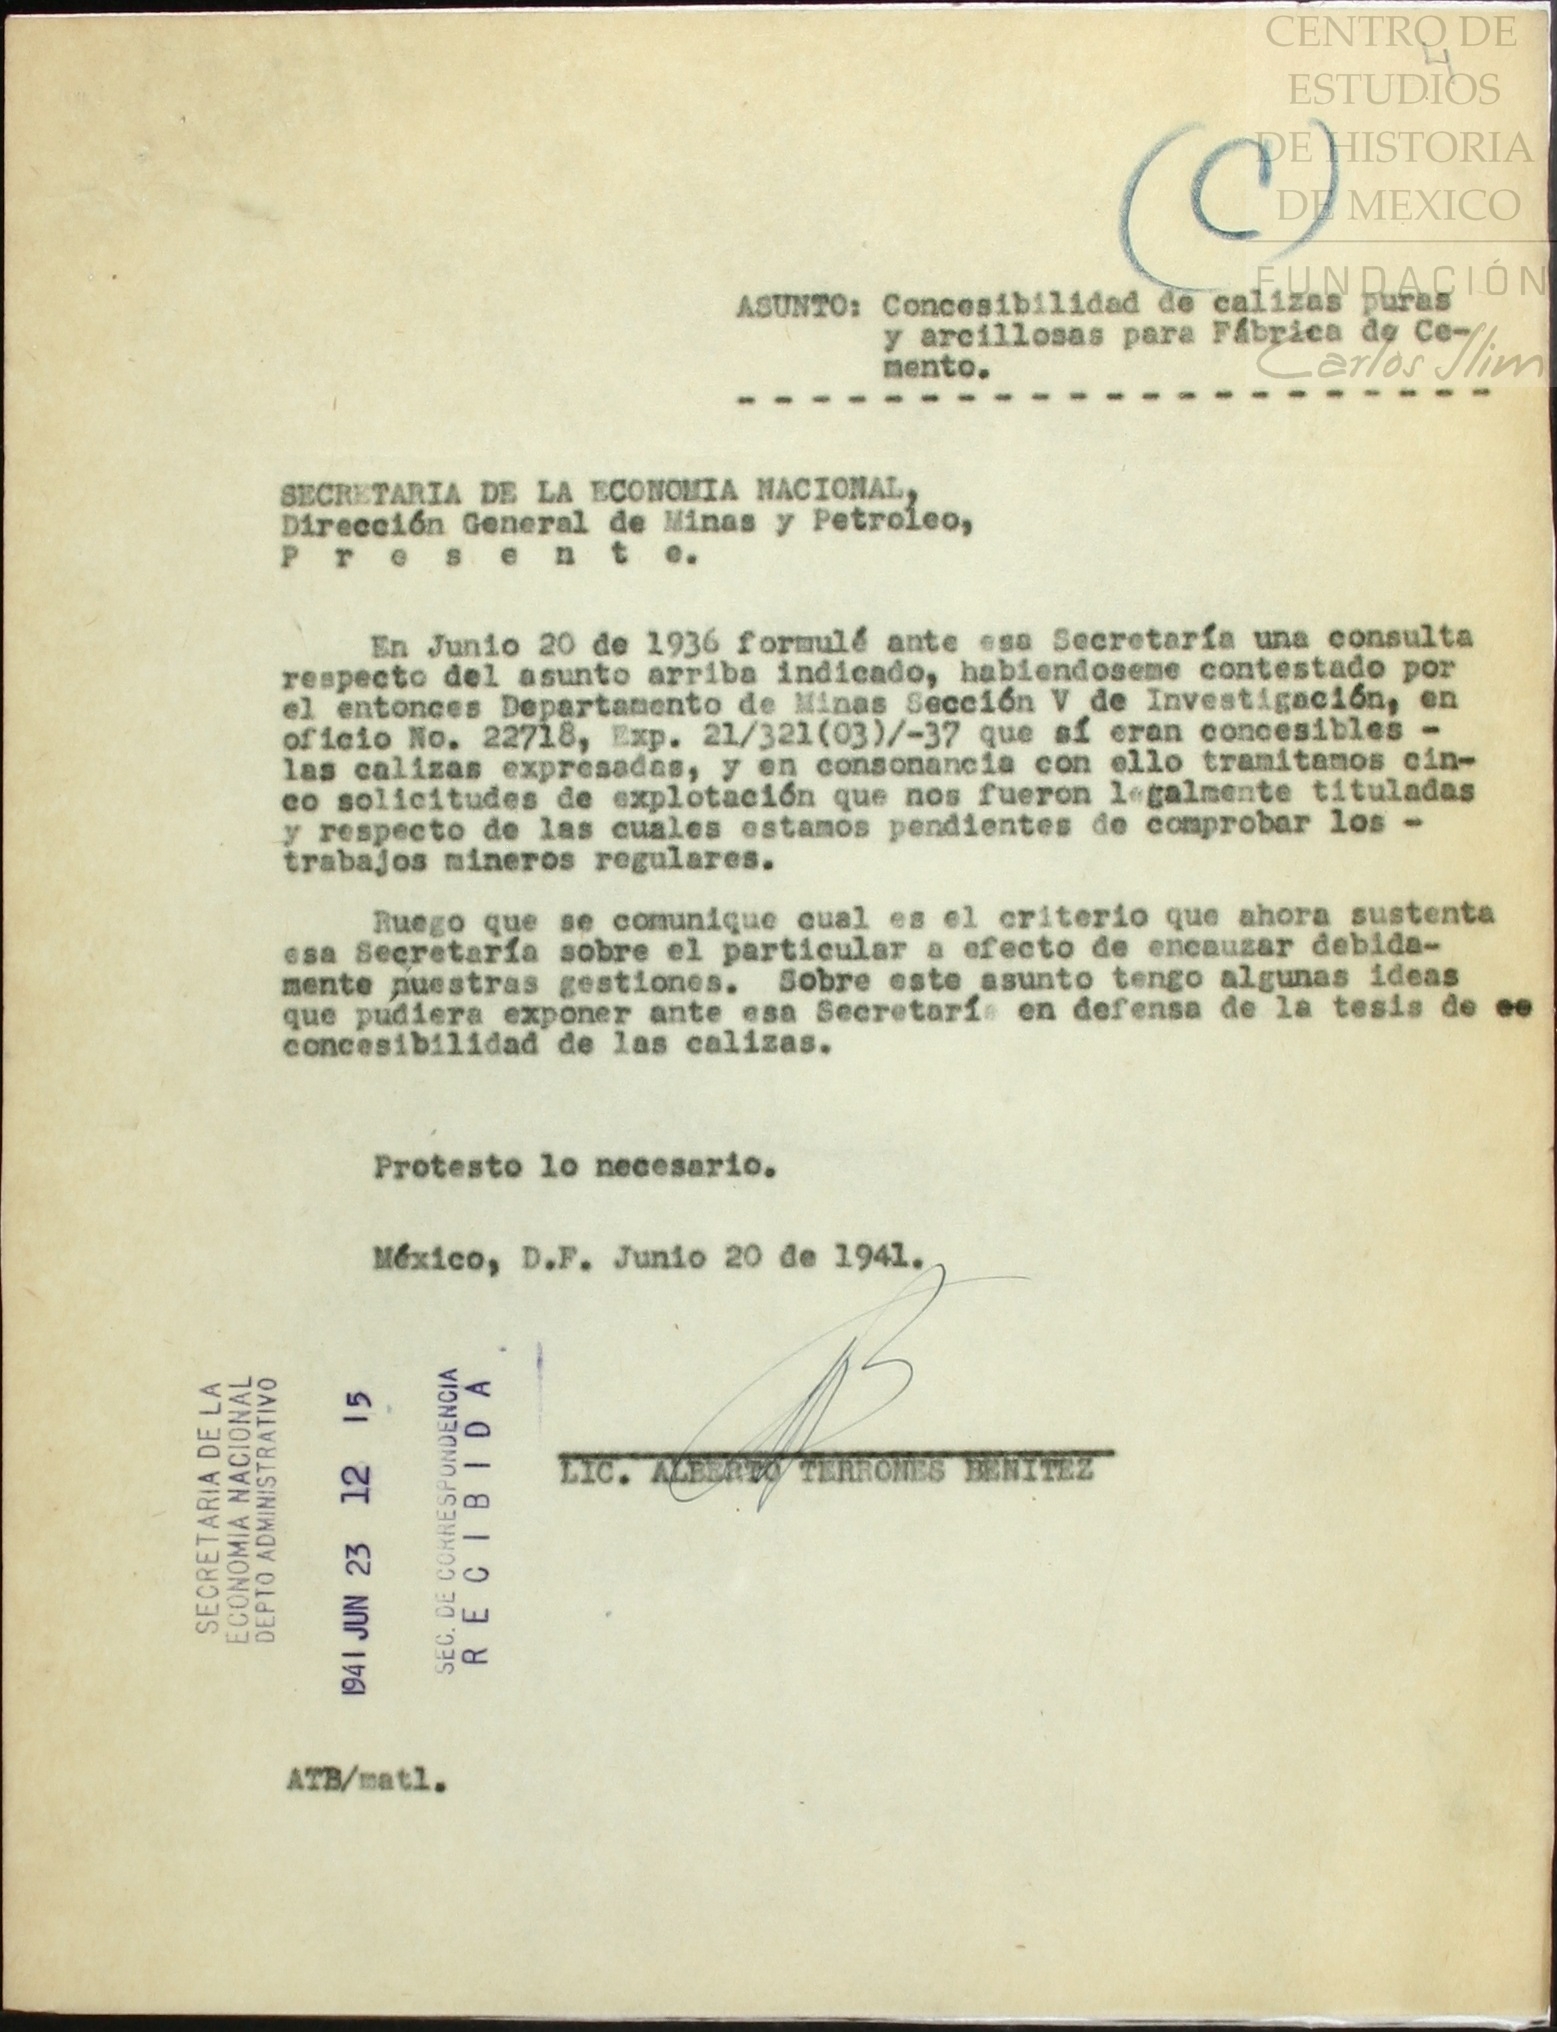 CENTRO DE
ESTUDIOS
DE HISTORIA
DE MEXICO
FUNDACIÓN
Carlos Slim
4
(C)
ASUNTO: Concesibilidad de calizas puras
y arcillosas para Fábrica de Ce-
mento.
- - - - - - - - - - - - - - - - - - - - -
SECRETARIA DE LA ECONOMIA NACIONAL,
Dirección General de Minas y Petroleo,
P r e s e n t e.
En Junio 20 de 1936 formulé ante esa Secretaría una consulta
respecto del asunto arriba indicado, habiendoseme contestado por
el entonces Departamento de Minas Sección V de Investigación, en
oficio No. 22718, Exp. 21/321(03)/-37 que sí eran concesibles -
las calizas expresadas, y en consonancia con ello tramitamos cin-
co solicitudes de explotación que nos fueron legalmente tituladas
y respecto de las cuales estamos pendientes de comprobar los -
trabajos mineros regulares.
Ruego que se comunique cual es el criterio que ahora sustenta
esa Secretaría sobre el particular a efecto de encauzar debida-
mente nuestras gestiones. Sobre este asunto tengo algunas ideas
que pudiera exponer ante esa Secretaría en defensa de la tesis de
concesibilidad de las calizas.
Protesto lo necesario.
México, D.F. Junio 20 de 1941.
LIC. ALBERTO TERRONES BENITEZ
SECRETARIA DE LA
ECONOMIA NACIONAL
DEPTO ADMINISTRATIVO
1941 JUN 23 12 15
SEC. DE CORRESPONDENCIA
R E C I B I D A
ATB/matl.